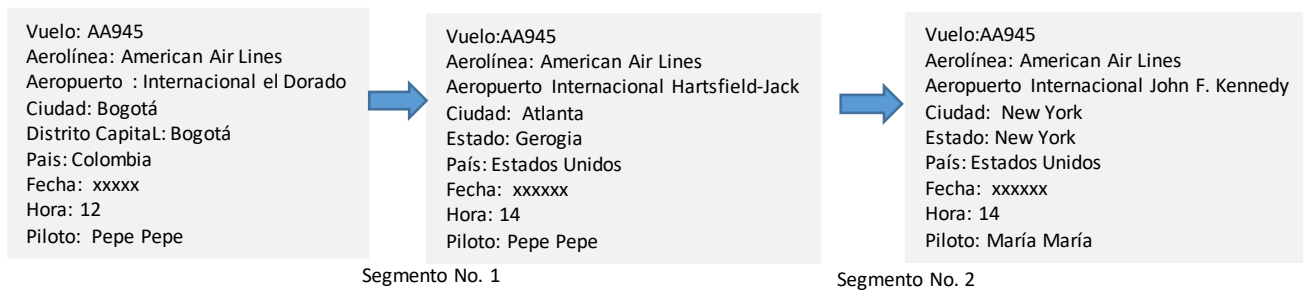 Vuelo: AA945
Aerolínea: American Air Lines
Aeropuerto : Internacional el Dorado
Ciudad: Bogotá
Distrito CapitaL: Bogotá
Pais: Colombia
Fecha: xxxxx
Hora: 12
Piloto: Pepe Pepe
Vuelo:AA945
Aerolínea: American Air Lines
Aeropuerto Internacional Hartsfield-Jack
Ciudad: Atlanta
Estado: Gerogia
País: Estados Unidos
Fecha: xxxxxx
Hora: 14
Piloto: Pepe Pepe
Vuelo:AA945
Aerolínea: American Air Lines
Aeropuerto Internacional John F. Kennedy
Ciudad: New York
Estado: New York
País: Estados Unidos
Fecha: xxxxxx
Hora: 14
Piloto: María María
Segmento No. 1
Segmento No. 2